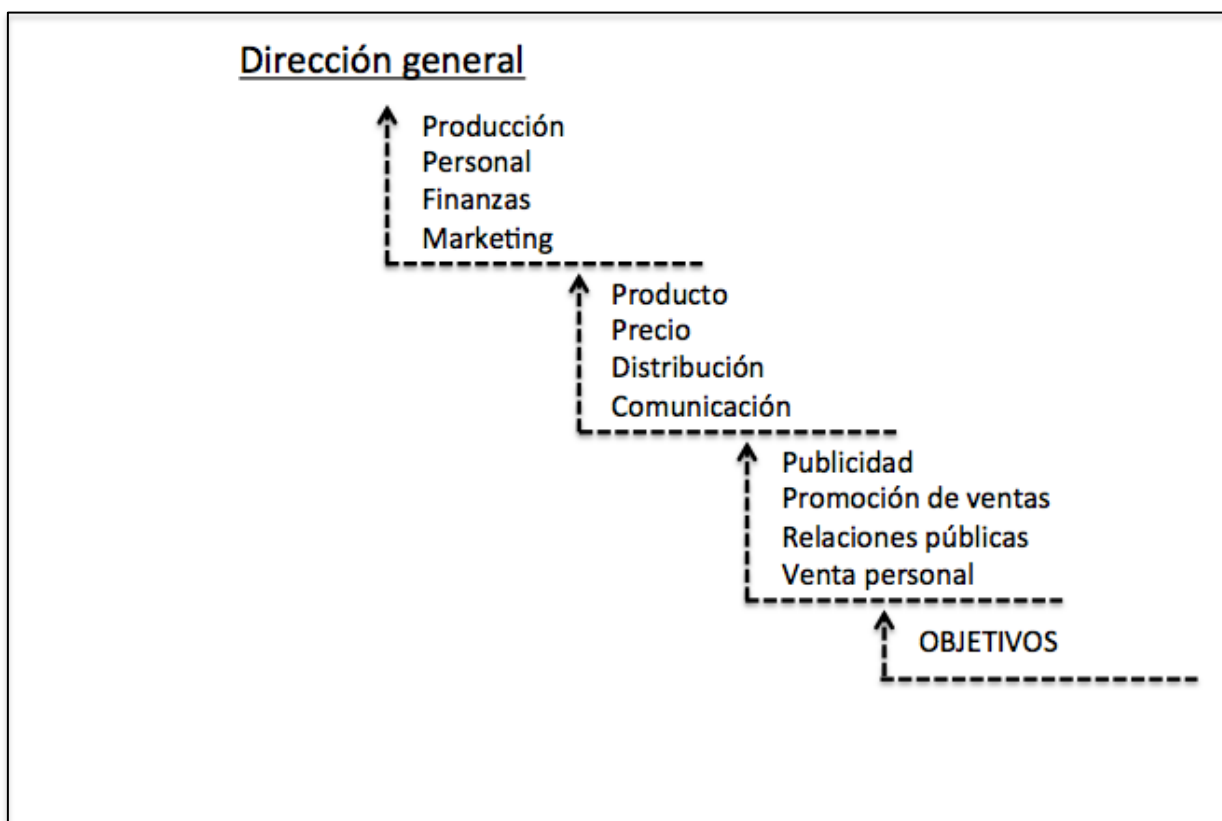 Dirección general
Producción
Personal
Finanzas
Marketing
Producto
Precio
Distribución
Comunicación
Publicidad
Promoción de ventas
Relaciones públicas
Venta personal
OBJETIVOS